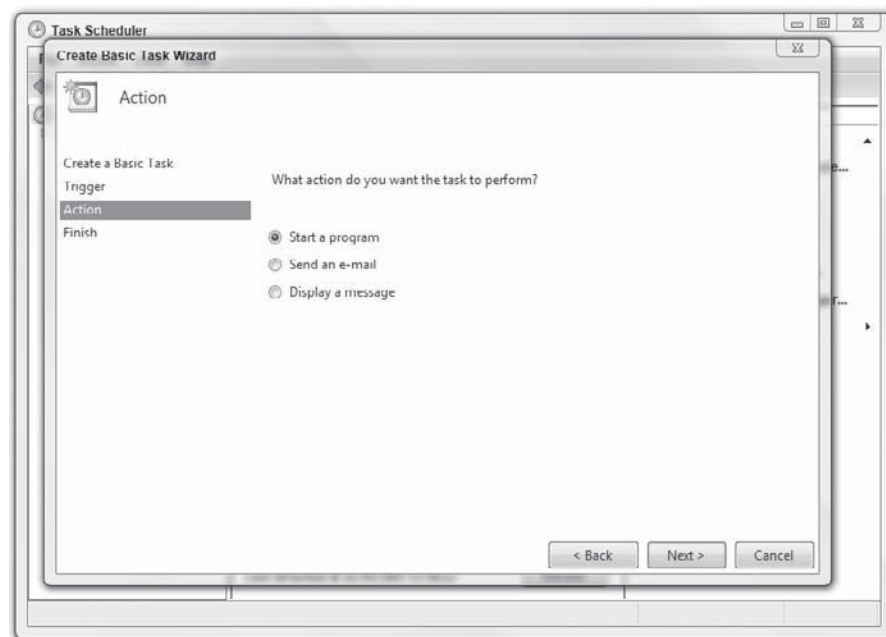 Task Scheduler
Create Basic Task Wizard
Action
Create a Basic Task
Trigger
Action
Finish
What action do you want the task to perform?
Start a program
Send an e-mail
Display a message
e...
r...
< Back
Next >
Cancel